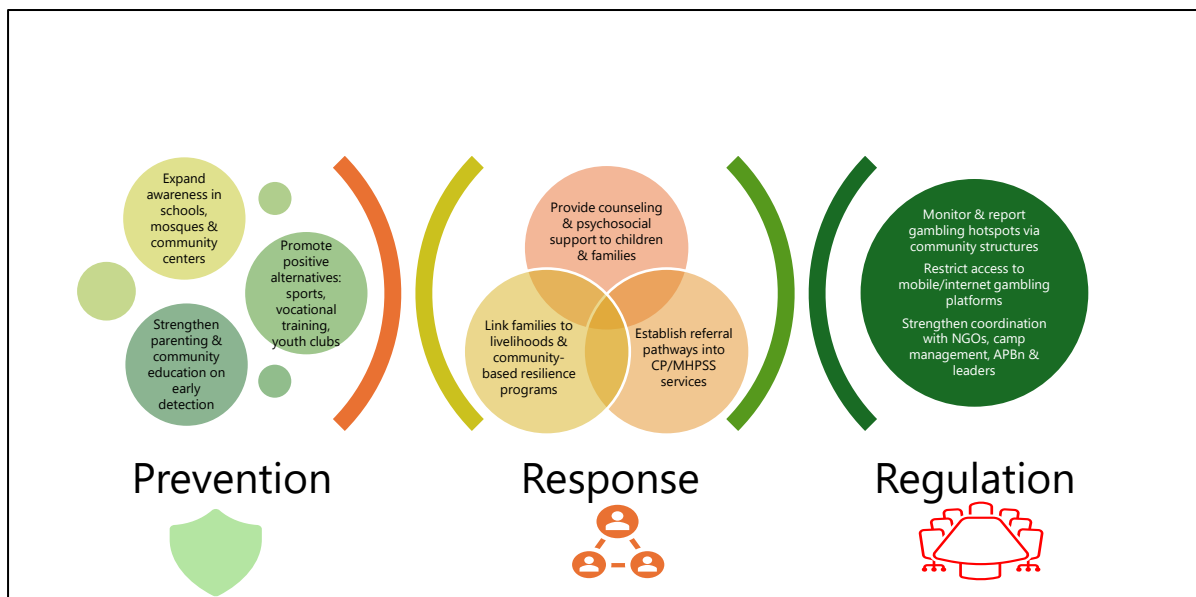 Expand
awareness in
schools,
mosques &
community
centers
Promote
positive
alternatives:
sports,
vocational
training,
youth clubs
Strengthen
parenting &
community
education on
early
detection
Prevention
Provide counseling
& psychosocial
support to children
& families
Link families to
livelihoods &
community-
based resilience
programs
Establish referral
pathways into
CP/MHPSS
services
Response
Monitor & report
gambling hotspots via
community structures
Restrict access to
mobile/internet gambling
platforms
Strengthen coordination
with NGOs, camp
management, APBn &
leaders
Regulation